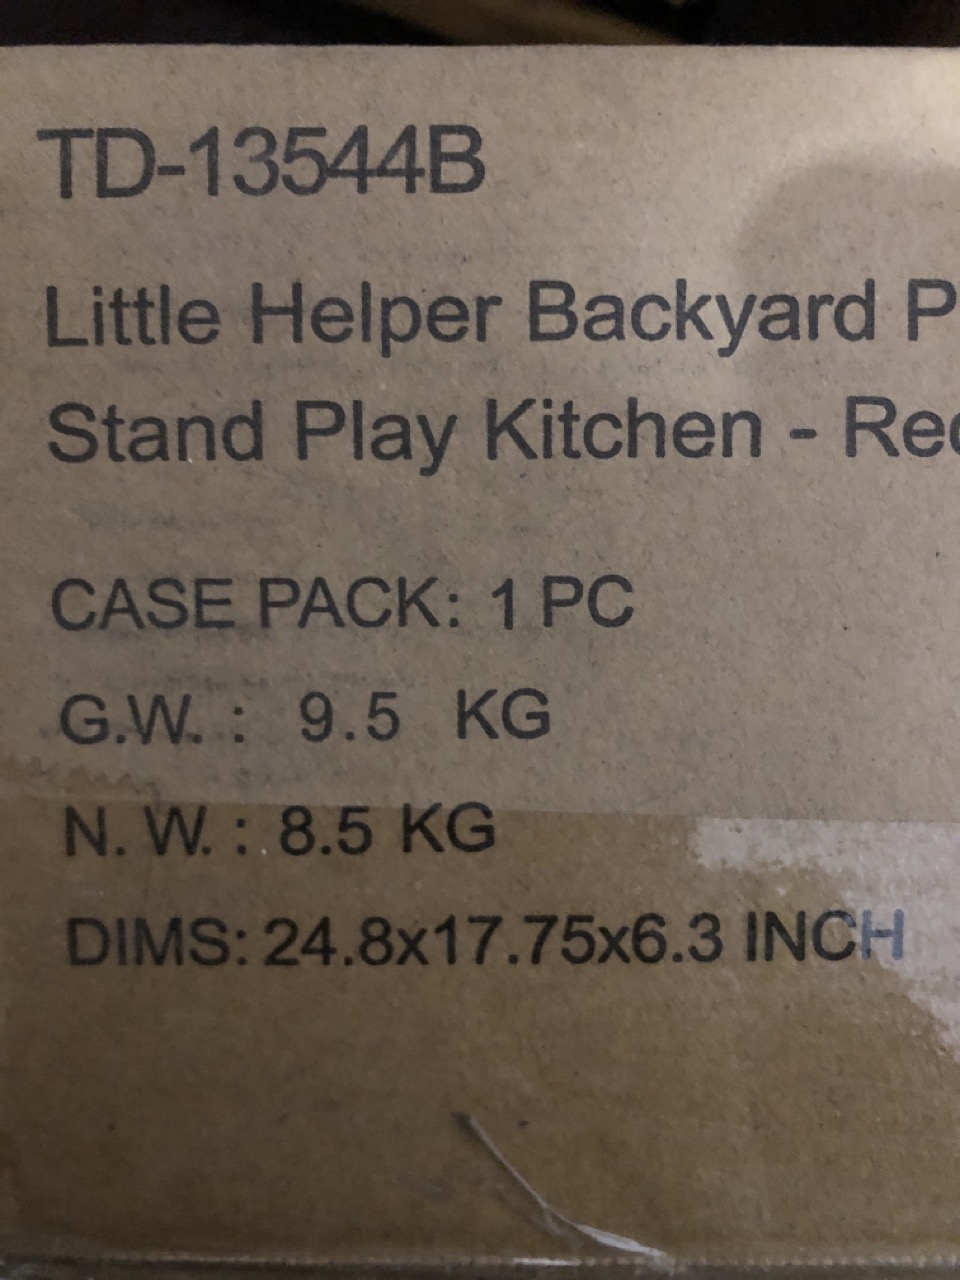 TD-13544B
Little Helper Backyard P
Stand Play Kitchen - Red
CASE PACK: 1 PC
G.W. : 9.5 KG
N. W. : 8.5 KG
DIMS: 24.8x17.75x6.3 INCH